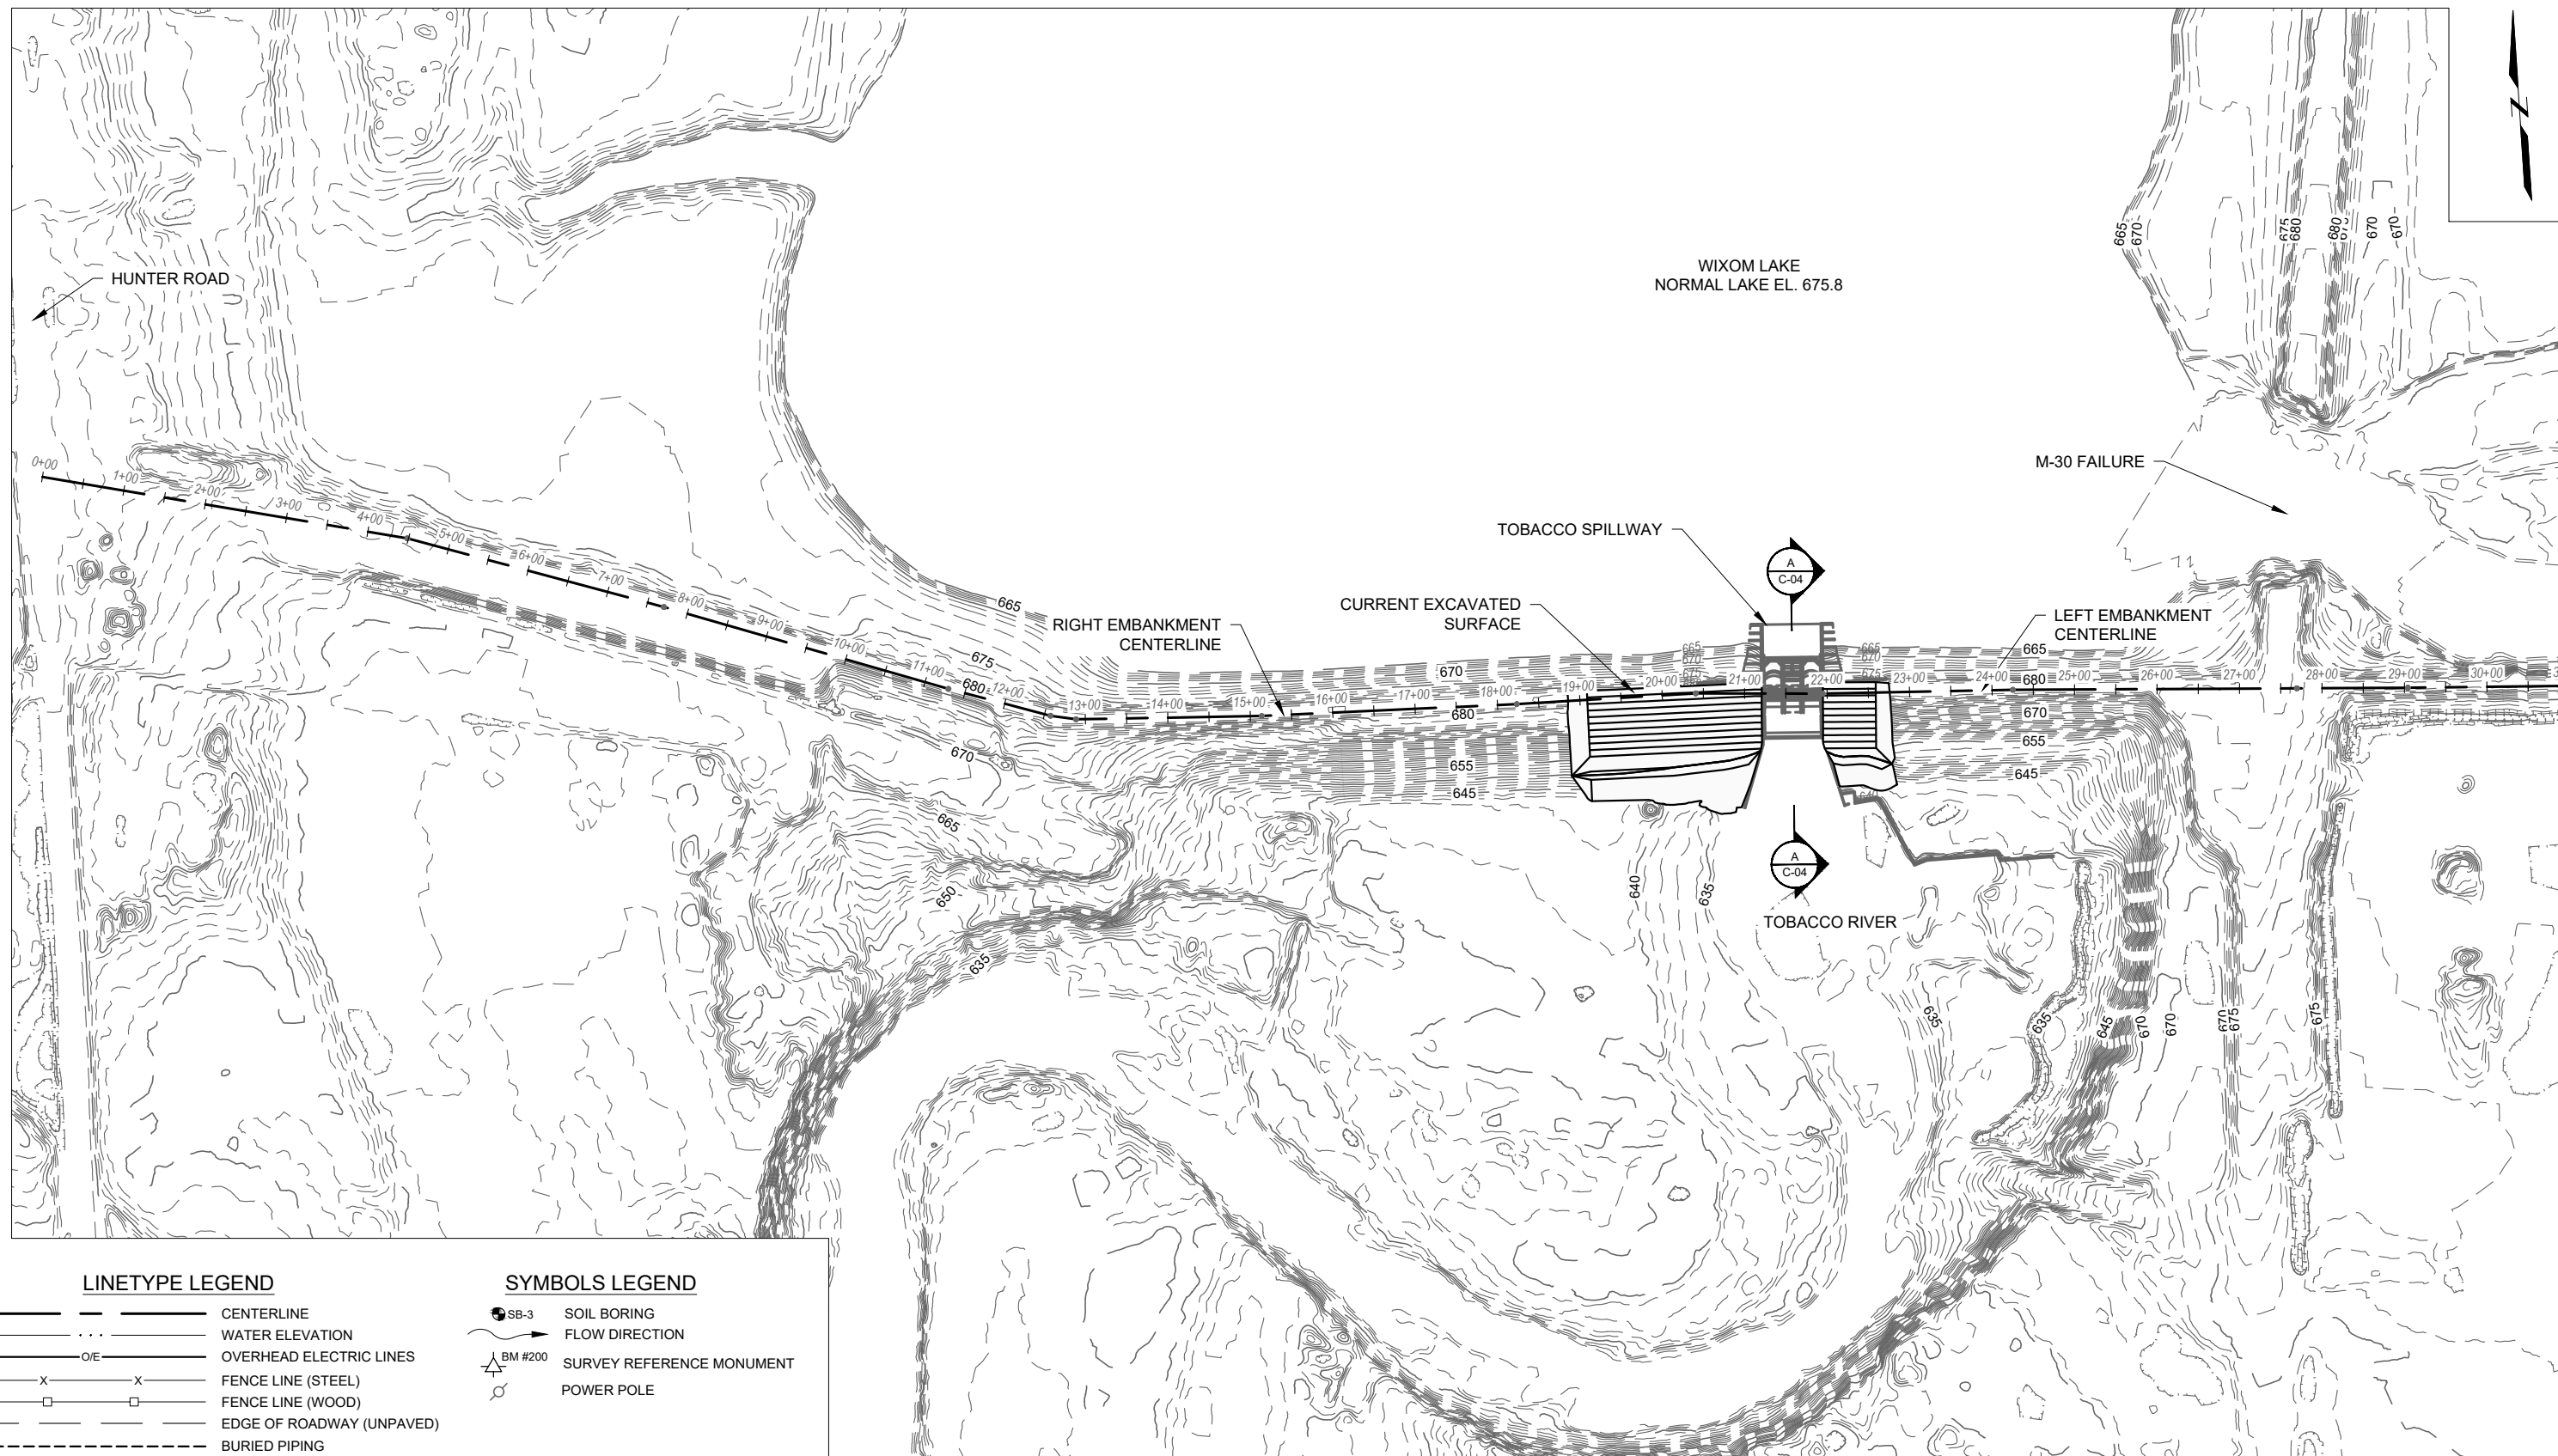 N
665
670
675
680
680
670
670
HUNTER ROAD
WIXOM LAKE
NORMAL LAKE EL. 675.8
M-30 FAILURE
TOBACCO SPILLWAY
A
C-04
CURRENT EXCAVATED
SURFACE
RIGHT EMBANKMENT
CENTERLINE
LEFT EMBANKMENT
CENTERLINE
0+00
1+00
2+00
3+00
4+00
5+00
6+00
7+00
8+00
9+00
10+00
11+00
12+00
13+00
14+00
15+00
16+00
17+00
18+00
19+00
20+00
21+00
22+00
23+00
24+00
25+00
26+00
27+00
28+00
29+00
30+00
665
675
680
670
665
670
675
665
670
675
665
680
670
680
670
655
645
655
645
665
650
635
640
635
640
A
C-04
TOBACCO RIVER
635
635
645
670
670
670
675
675
LINETYPE LEGEND
CENTERLINE
WATER ELEVATION
O/E
OVERHEAD ELECTRIC LINES
X X
FENCE LINE (STEEL)
FENCE LINE (WOOD)
EDGE OF ROADWAY (UNPAVED)
BURIED PIPING
SYMBOLS LEGEND
SB-3 SOIL BORING
FLOW DIRECTION
BM #200 SURVEY REFERENCE MONUMENT
POWER POLE